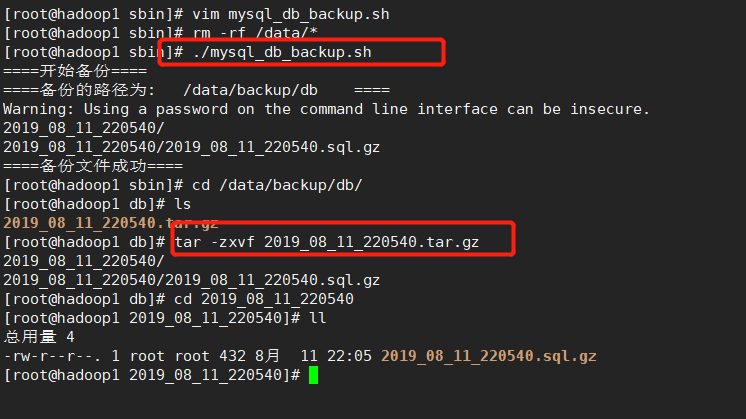 [root@hadoop1 sbin]# vim mysql_db_backup.sh
[root@hadoop1 sbin]# rm -rf /data/*
[root@hadoop1 sbin]# ./mysql_db_backup.sh
====开始备份====
====备份的路径为:   /data/backup/db    ====
Warning: Using a password on the command line interface can be insecure.
2019_08_11_220540/
2019_08_11_220540/2019_08_11_220540.sql.gz
====备份文件成功====
[root@hadoop1 sbin]# cd /data/backup/db/
[root@hadoop1 db]# ls
2019_08_11_220540.tar.gz
[root@hadoop1 db]# tar -zxvf 2019_08_11_220540.tar.gz
2019_08_11_220540/
2019_08_11_220540/2019_08_11_220540.sql.gz
[root@hadoop1 db]# cd 2019_08_11_220540
[root@hadoop1 2019_08_11_220540]# ll
总用量 4
-rw-r--r--. 1 root root 432 8月  11 22:05 2019_08_11_220540.sql.gz
[root@hadoop1 2019_08_11_220540]#